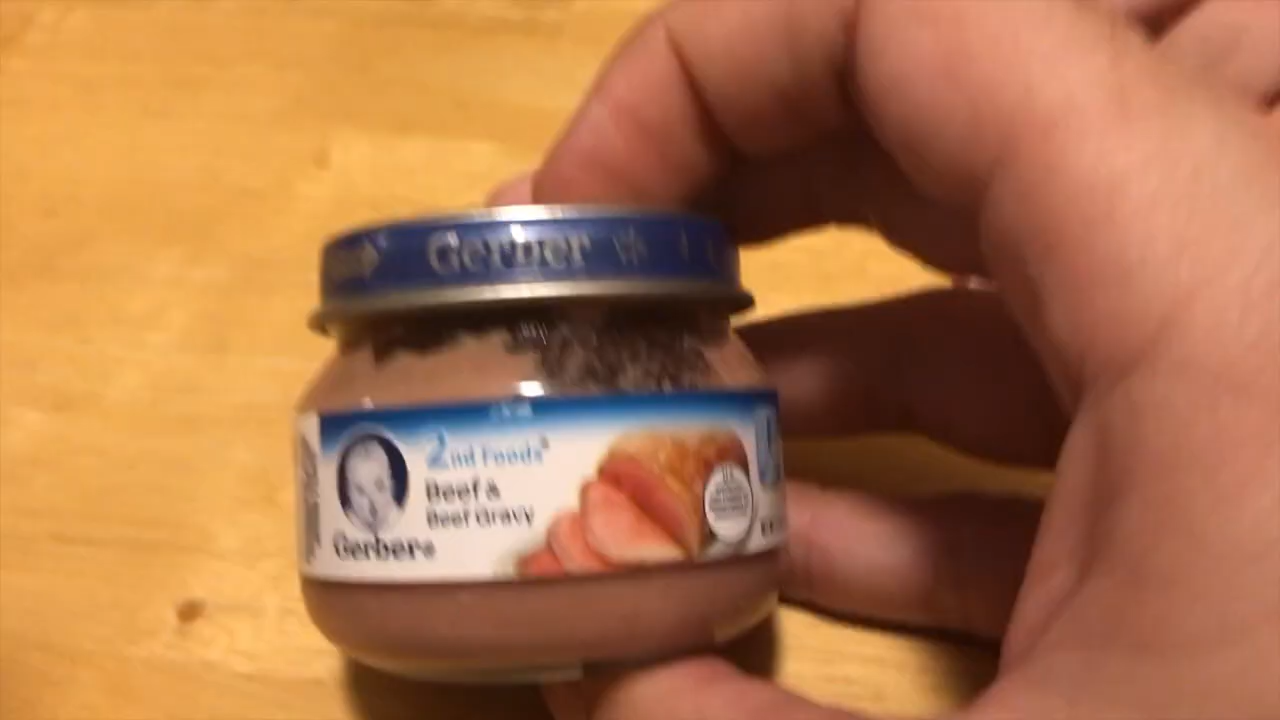 Gerber
2nd Foods®
Beef &
Beef Gravy
Gerber®